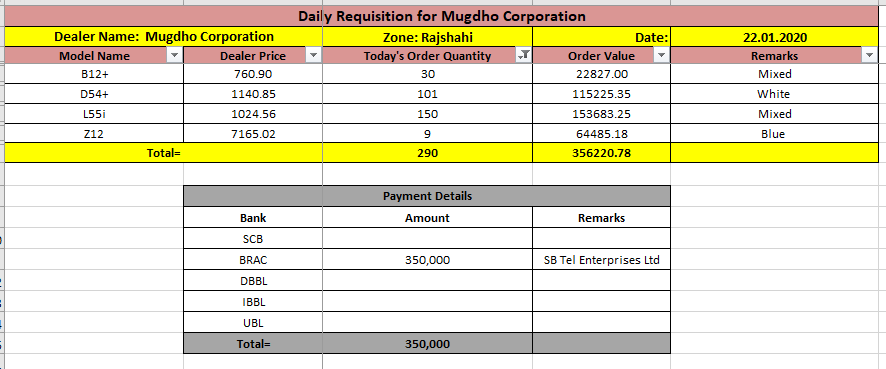 Daily Requisition for Mugdho Corporation
Dealer Name: Mugdho Corporation Zone: Rajshahi Date: 22.01.2020
Model Name Dealer Price Today's Order Quantity Order Value Remarks
B12+ 760.90 30 22827.00 Mixed
D54+ 1140.85 101 115225.35 White
L55i 1024.56 150 153683.25 Mixed
Z12 7165.02 9 64485.18 Blue
Total= 290 356220.78
Payment Details
Bank Amount Remarks
SCB
BRAC 350,000 SB Tel Enterprises Ltd
DBBL
IBBL
UBL
Total= 350,000